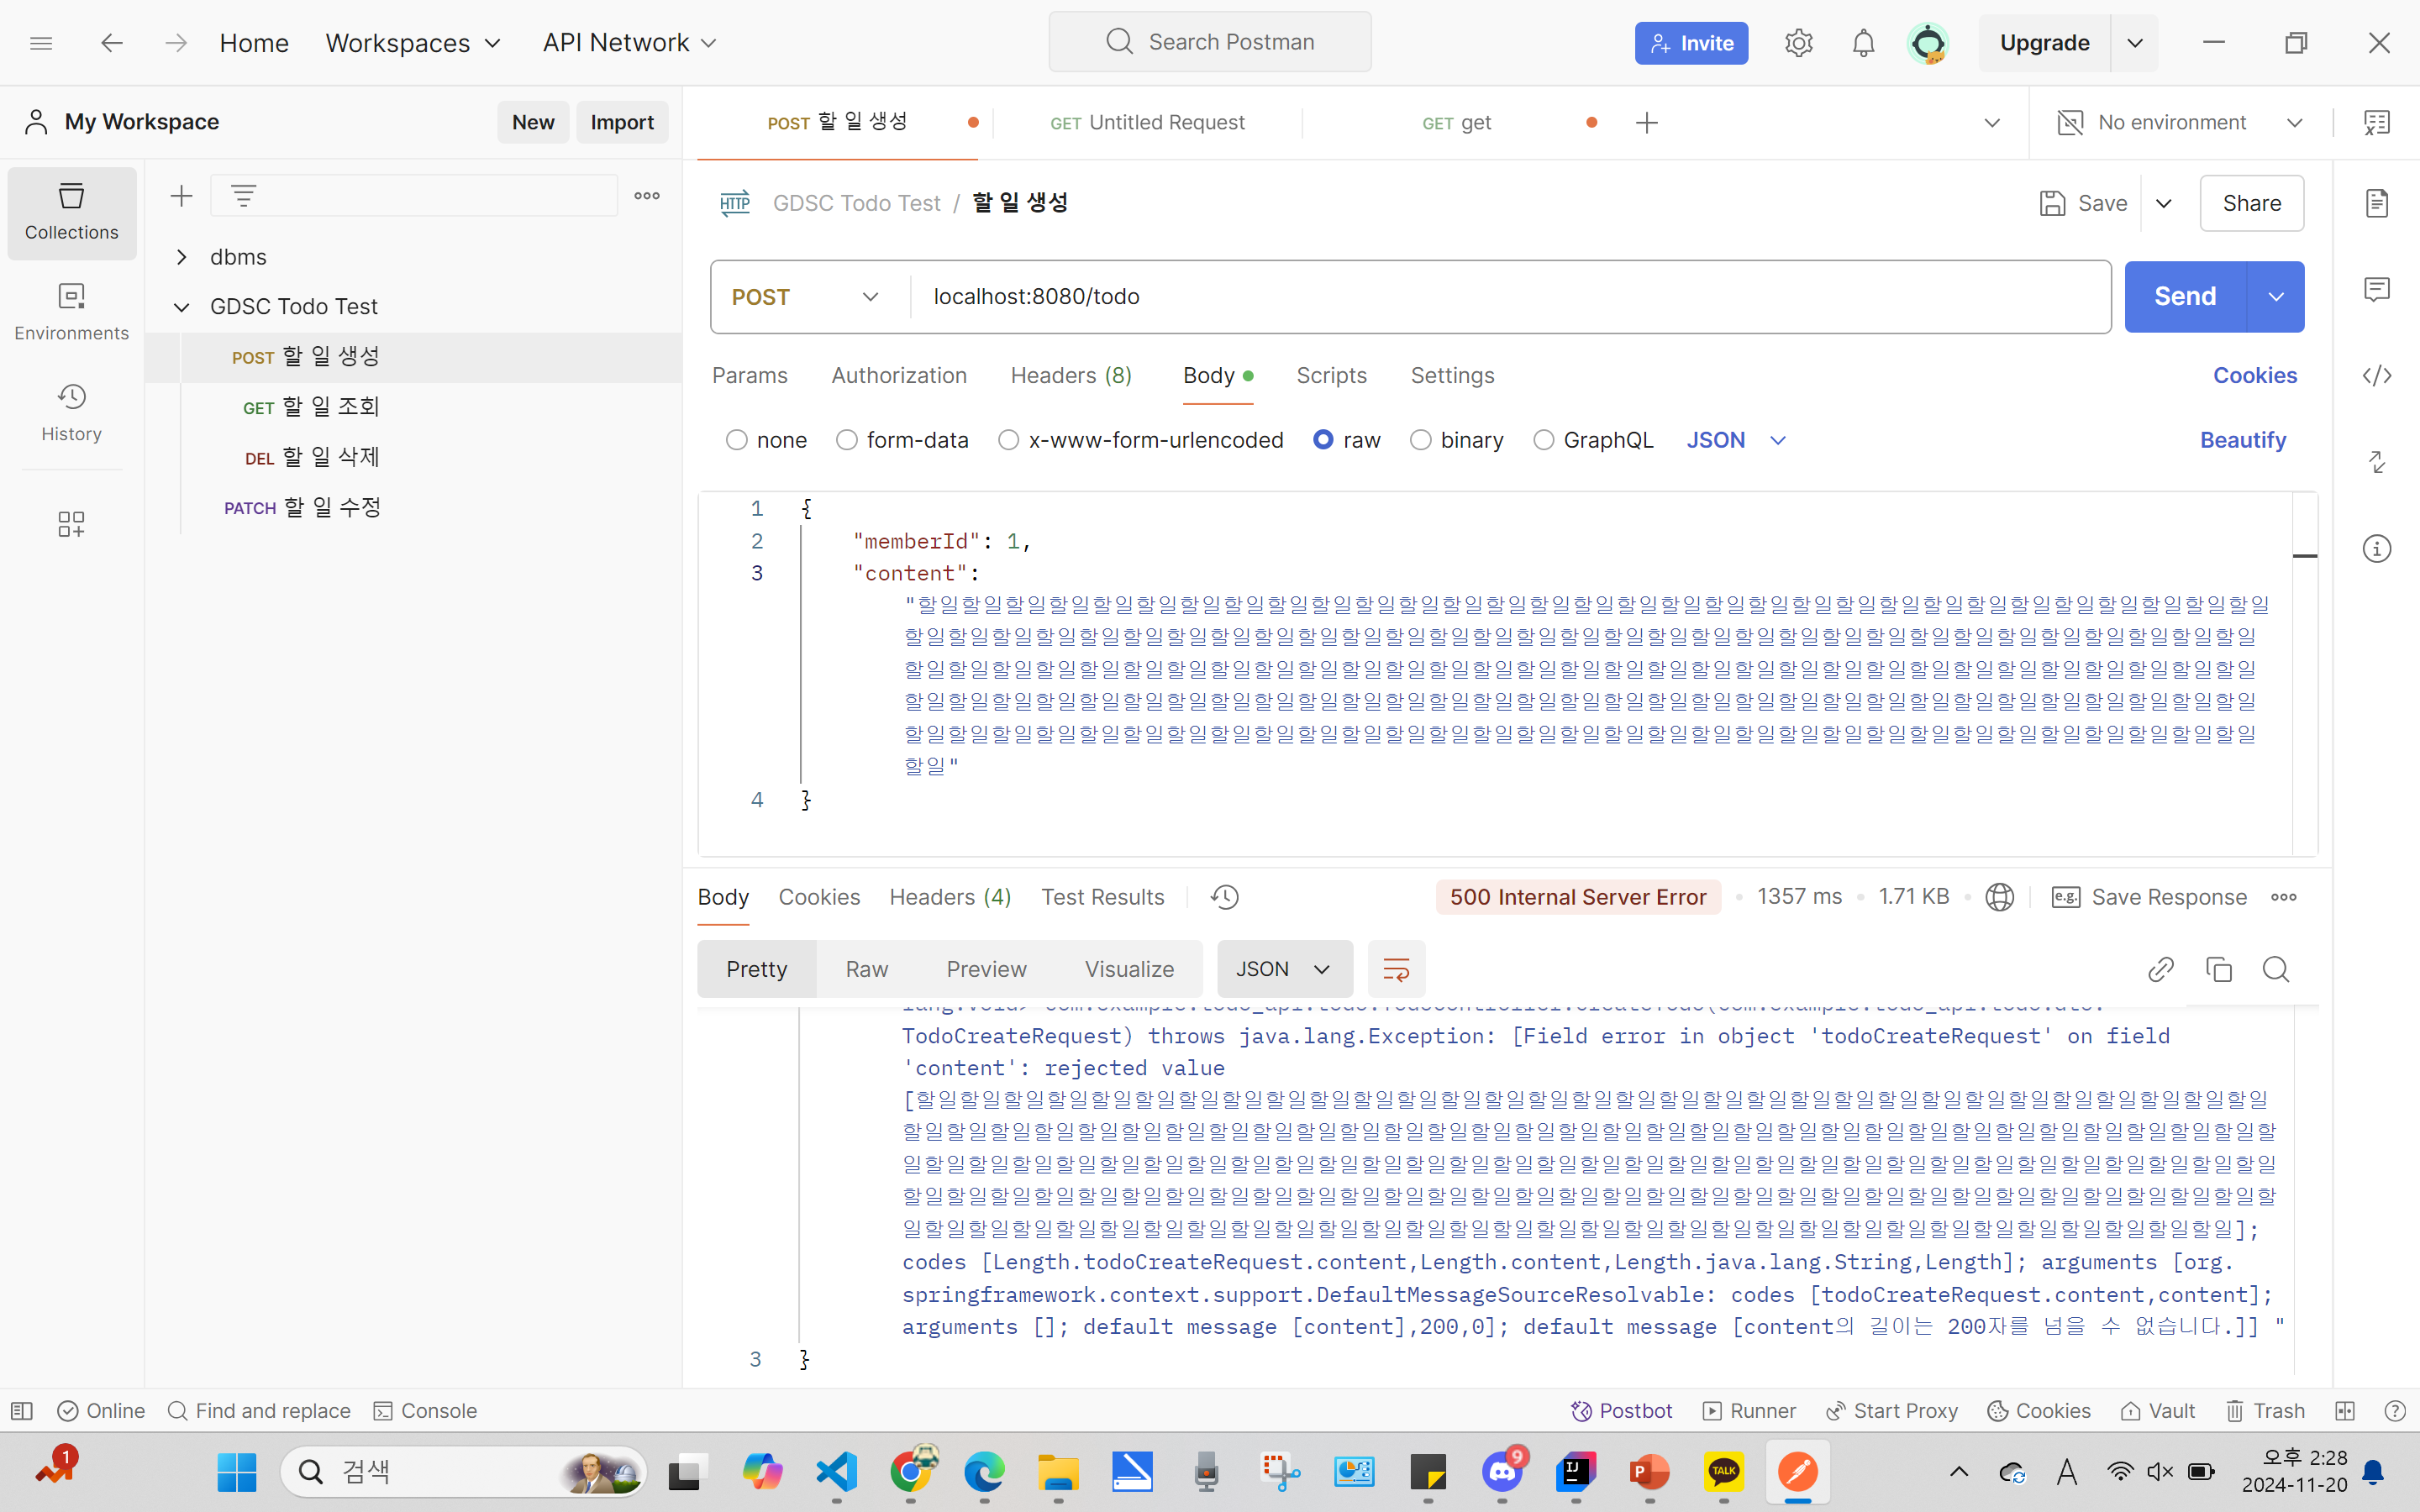 Home
Workspaces
API Network
Search Postman
Invite
Upgrade
My Workspace
New
Import
POST 할 일 생성
GET Untitled Request
GET get
No environment
Collections
Environments
History
dbms
GDSC Todo Test
POST 할 일 생성
GET 할 일 조회
DEL 할 일 삭제
PATCH 할 일 수정
HTTP GDSC Todo Test / 할 일 생성
Save
Share
POST
localhost:8080/todo
Send
Params
Authorization
Headers (8)
Body
Scripts
Settings
Cookies
none
form-data
x-www-form-urlencoded
raw
binary
GraphQL
JSON
Beautify
1 {
2 "memberId": 1,
3 "content":
"할일할일할일할일할일할일할일할일할일할일할일할일할일할일할일할일할일할일할일할일할일할일할일할일할일할일할일할일할일할일할일
할일할일할일할일할일할일할일할일할일할일할일할일할일할일할일할일할일할일할일할일할일할일할일할일할일할일할일할일할일할일할일
할일할일할일할일할일할일할일할일할일할일할일할일할일할일할일할일할일할일할일할일할일할일할일할일할일할일할일할일할일할일할일
할일할일할일할일할일할일할일할일할일할일할일할일할일할일할일할일할일할일할일할일할일할일할일할일할일할일할일할일할일할일할일
할일할일할일할일할일할일할일할일할일할일할일할일할일할일할일할일할일할일할일할일할일할일할일할일할일할일할일할일할일할일할일
할일"
4 }
Body
Cookies
Headers (4)
Test Results
500 Internal Server Error
1357 ms
1.71 KB
e.g. Save Response
Pretty
Raw
Preview
Visualize
JSON
TodoCreateRequest) throws java.lang.Exception: [Field error in object 'todoCreateRequest' on field
'content': rejected value
[할일할일할일할일할일할일할일할일할일할일할일할일할일할일할일할일할일할일할일할일할일할일할일할일할일할일할일할일할일할일할일
할일할일할일할일할일할일할일할일할일할일할일할일할일할일할일할일할일할일할일할일할일할일할일할일할일할일할일할일할일할일할일할
일할일할일할일할일할일할일할일할일할일할일할일할일할일할일할일할일할일할일할일할일할일할일할일할일할일할일할일할일할일할일할일
할일할일할일할일할일할일할일할일할일할일할일할일할일할일할일할일할일할일할일할일할일할일할일할일할일할일할일할일할일할일할일할
일할일할일할일할일할일할일할일할일할일할일할일할일할일할일할일할일할일할일할일할일할일할일할일할일할일할일할일할일할일할일];
codes [Length.todoCreateRequest.content,Length.content,Length.java.lang.String,Length]; arguments [org.
springframework.context.support.DefaultMessageSourceResolvable: codes [todoCreateRequest.content,content];
arguments []; default message [content],200,0]; default message [content의 길이는 200자를 넘을 수 없습니다.]] "
3 }
Online
Find and replace
Console
Postbot
Runner
Start Proxy
Cookies
Vault
Trash
1
검색
9
IJ
P
TALK
A
오후 2:28
2024-11-20